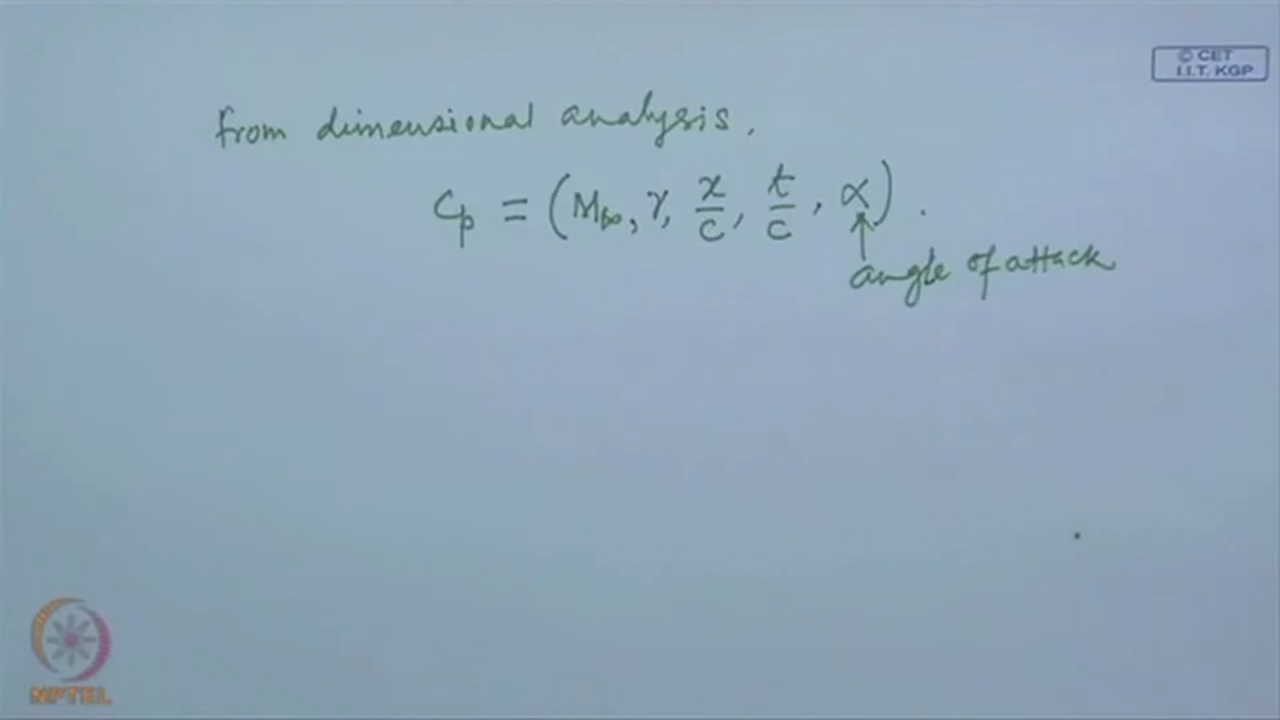 © CET
I.I.T. KGP
from dimensional analysis,
Cp = (M∞, γ, x/c, t/c, α).
↑
angle of attack
NPTEL